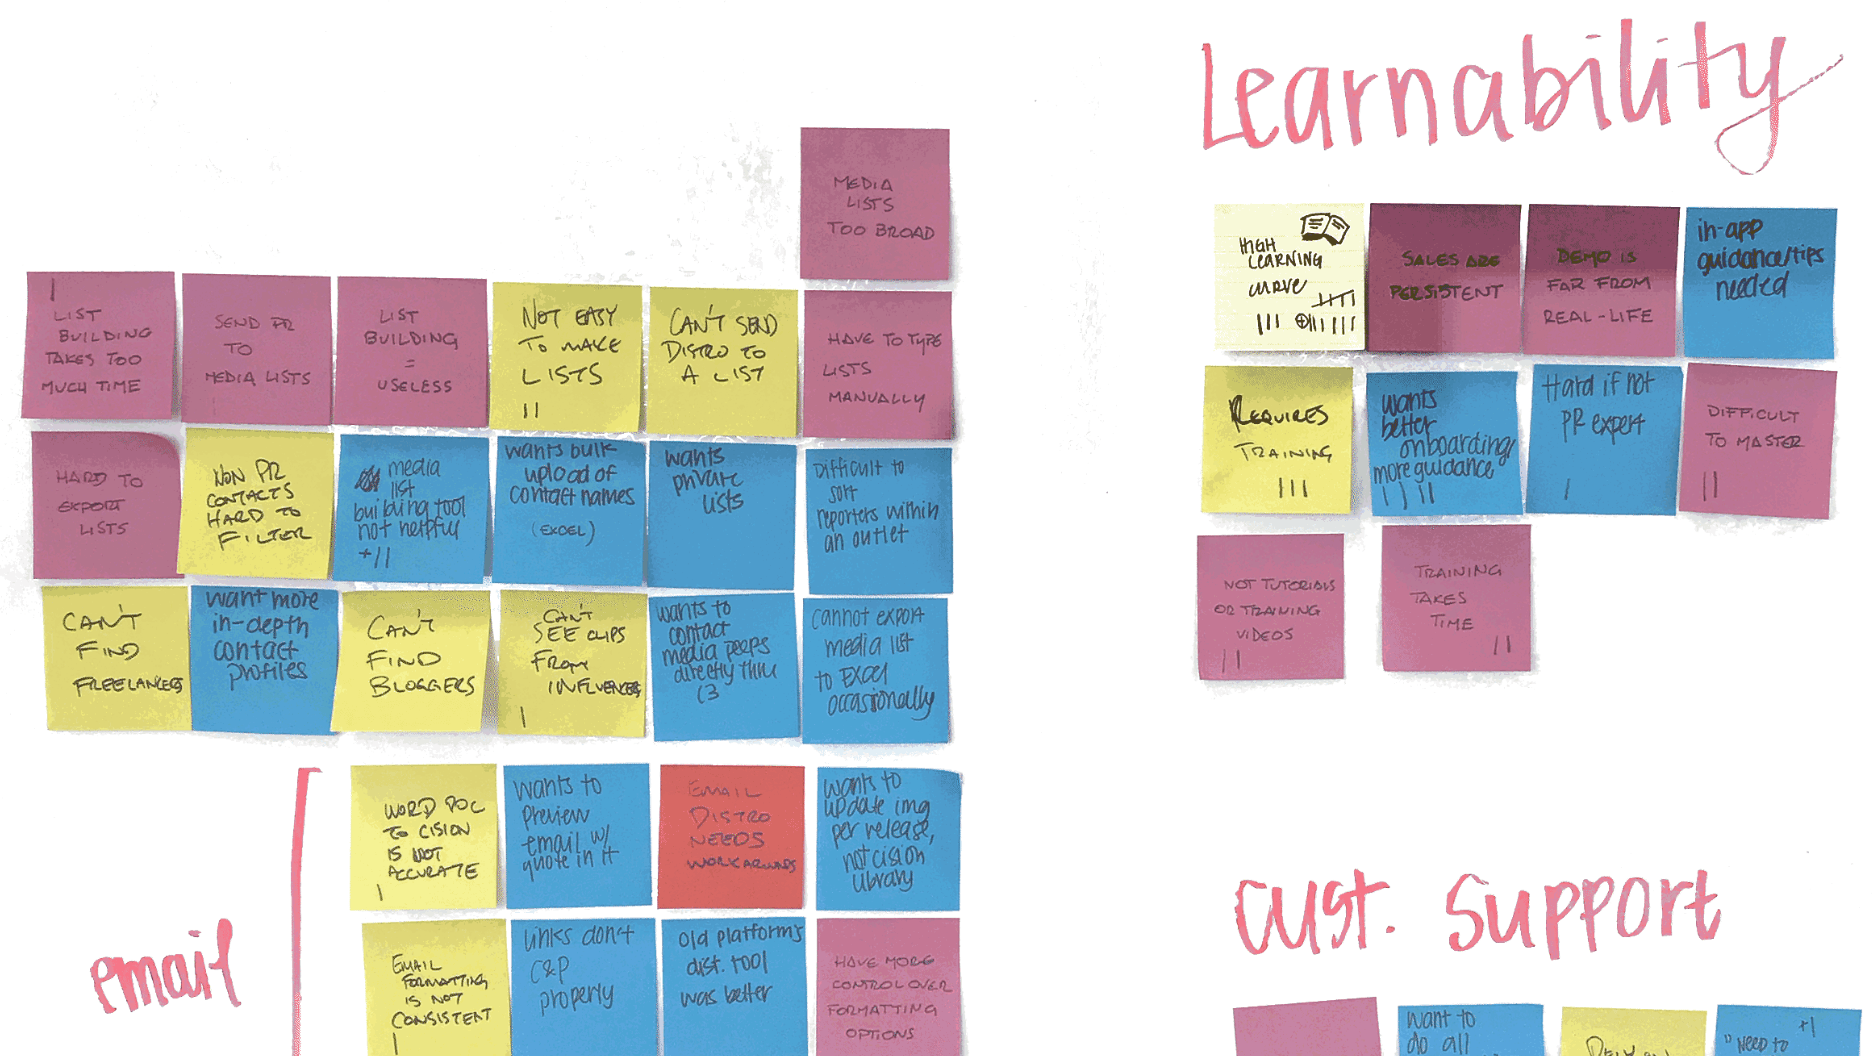 Learnability
MEDIA
LISTS
TOO BROAD
LIST
BUILDING
TAKES TOO
MUCH TIME
SEND PR
TO
MEDIA LISTS
LIST
BUILDING
=
USELESS
NOT EASY
TO MAKE
LISTS
CAN'T SEND
DISTRO TO
A LIST
HAVE TO TYPE
LISTS
MANUALLY
HARD TO
EXPORT
LISTS
NON PR
CONTACTS
HARD TO
FILTER
media
list
building tool
not helpful
+||
wants bulk
upload of
contact names
(EXCEL)
wants
private
lists
Difficult to
sort
reporters within
an outlet
CAN'T
FIND
FREELANCERS
want more
in-depth
contact
profiles
CAN'T
FIND
BLOGGERS
CAN'T
SEE CLIPS
FROM
INFLUENCERS
wants to
contact
media peeps
directly thru
C3
cannot export
media list
to EXCEL
occasionally
HIGH
LEARNING
CURVE
SALES ARE
PERSISTENT
DEMO IS
FAR FROM
REAL-LIFE
in-app
guidance/tips
needed
REQUIRES
TRAINING
wants
better
onboarding/
more guidance
Hard if not
PR expert
DIFFICULT
TO MASTER
NOT TUTORIALS
OR TRAINING
VIDEOS
TRAINING
TAKES
TIME
email
WORD DOC
TO CISION
IS NOT
ACCURATE
wants to
preview
email w/
quote in it
EMAIL
DISTRO
NEEDS
WORKAROUNDS
wants to
update img
per release,
not cision
library
EMAIL
FORMATTING
IS NOT
CONSISTENT
links don't
C&P
properly
old platform's
dist. tool
was better
HAVE MORE
CONTROL OVER
FORMATTING
OPTIONS
cust. support
want to
do all
+1
"NEED to